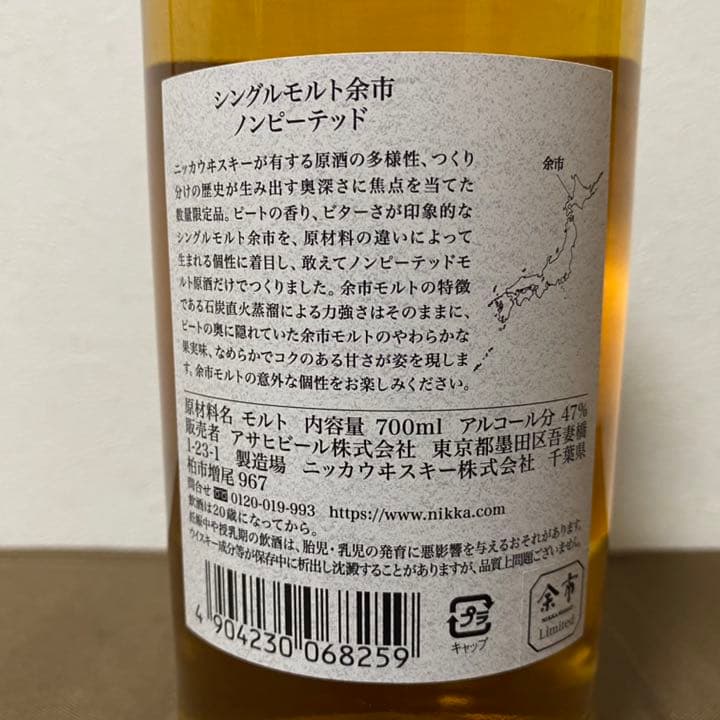 シングルモルト余市
ノンピーテッド
ニッカウヰスキーが有する原酒の多様性、つくり
分けの歴史が生み出す奥深さに焦点を当てた
数量限定品。ピートの香り、ビターさが印象的な
シングルモルト余市を、原材料の違いによって
生まれる個性に着目し、敢えてノンピーテッドモ
ルト原酒だけでつくりました。余市モルトの特徴
である石炭直火蒸溜による力強さはそのままに、
ピートの奥に隠れていた余市モルトのやわらかな
果実味、なめらかでコクのある甘さが姿を現しま
す。余市モルトの意外な個性をお楽しみください。
余市
原材料名 モルト 内容量 700ml アルコール分 47%
販売者 アサヒビール株式会社 東京都墨田区吾妻橋
1-23-1 製造場 ニッカウヰスキー株式会社 千葉県
柏市増尾 967
問合せ 0120-019-993 https://www.nikka.com
飲酒は20歳になってから。
妊娠中や授乳期の飲酒は、胎児・乳児の発育に悪影響を与えるおそれがあります。
ウイスキー成分等が保存中に析出し沈澱することがありますが、品質上問題ございません。
4 904230 068259
プラ
キャップ
余市
NIKKA WHISKY
Limited